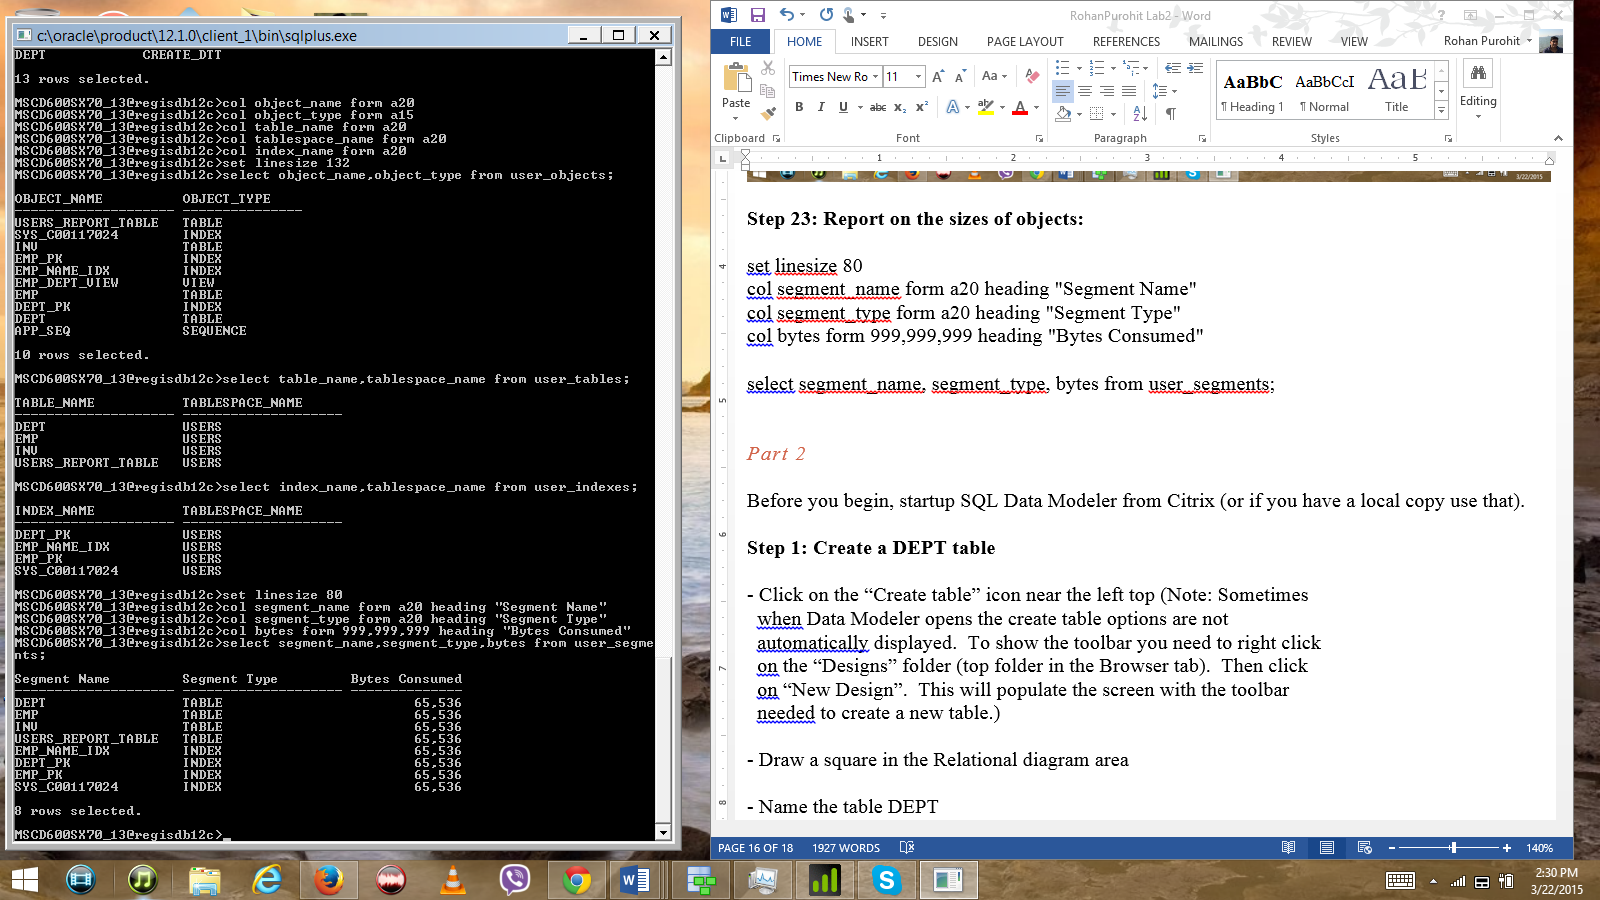 c:\oracle\product\12.1.0\client_1\bin\sqlplus.exe
DEPT CREATE_DTT
13 rows selected.
MSCD600SX70_13@regisdb12c>col object_name form a20
MSCD600SX70_13@regisdb12c>col object_type form a15
MSCD600SX70_13@regisdb12c>col table_name form a20
MSCD600SX70_13@regisdb12c>col tablespace_name form a20
MSCD600SX70_13@regisdb12c>col index_name form a20
MSCD600SX70_13@regisdb12c>set linesize 132
MSCD600SX70_13@regisdb12c>select object_name,object_type from user_objects;
OBJECT_NAME OBJECT_TYPE
-------------------- ---------------
USERS_REPORT_TABLE TABLE
SYS_C00117024 INDEX
INV TABLE
EMP_PK INDEX
EMP_NAME_IDX INDEX
EMP_DEPT_VIEW VIEW
EMP TABLE
DEPT_PK INDEX
DEPT TABLE
APP_SEQ SEQUENCE
10 rows selected.
MSCD600SX70_13@regisdb12c>select table_name,tablespace_name from user_tables;
TABLE_NAME TABLESPACE_NAME
-------------------- --------------------
DEPT USERS
EMP USERS
INV USERS
USERS_REPORT_TABLE USERS
MSCD600SX70_13@regisdb12c>select index_name,tablespace_name from user_indexes;
INDEX_NAME TABLESPACE_NAME
-------------------- --------------------
DEPT_PK USERS
EMP_NAME_IDX USERS
EMP_PK USERS
SYS_C00117024 USERS
MSCD600SX70_13@regisdb12c>set linesize 80
MSCD600SX70_13@regisdb12c>col segment_name form a20 heading "Segment Name"
MSCD600SX70_13@regisdb12c>col segment_type form a20 heading "Segment Type"
MSCD600SX70_13@regisdb12c>col bytes form 999,999,999 heading "Bytes Consumed"
MSCD600SX70_13@regisdb12c>select segment_name,segment_type,bytes from user_segme
nts;
Segment Name Segment Type Bytes Consumed
-------------------- -------------------- --------------
DEPT TABLE 65,536
EMP TABLE 65,536
INV TABLE 65,536
USERS_REPORT_TABLE TABLE 65,536
EMP_NAME_IDX INDEX 65,536
DEPT_PK INDEX 65,536
EMP_PK INDEX 65,536
SYS_C00117024 INDEX 65,536
8 rows selected.
MSCD600SX70_13@regisdb12c>_
RohanPurohit Lab2 - Word
FILE HOME INSERT DESIGN PAGE LAYOUT REFERENCES MAILINGS REVIEW VIEW Rohan Purohit
Paste
Times New Ro 11 A A Aa
B I U abc x₂ x² A A
AaBbC AaBbCcI AaB
¶ Heading 1 ¶ Normal Title
Editing
Clipboard Font Paragraph Styles
1 2 3 4 5
3/22/2015
Step 23: Report on the sizes of objects:
set linesize 80
col segment_name form a20 heading "Segment Name"
col segment_type form a20 heading "Segment Type"
col bytes form 999,999,999 heading "Bytes Consumed"
select segment_name, segment_type, bytes from user_segments;
Part 2
Before you begin, startup SQL Data Modeler from Citrix (or if you have a local copy use that).
Step 1: Create a DEPT table
- Click on the “Create table” icon near the left top (Note: Sometimes
when Data Modeler opens the create table options are not
automatically displayed. To show the toolbar you need to right click
on the “Designs” folder (top folder in the Browser tab). Then click
on “New Design”. This will populate the screen with the toolbar
needed to create a new table.)
- Draw a square in the Relational diagram area
- Name the table DEPT
4
5
6
7
8
PAGE 16 OF 18 1927 WORDS 140%
2:30 PM
3/22/2015